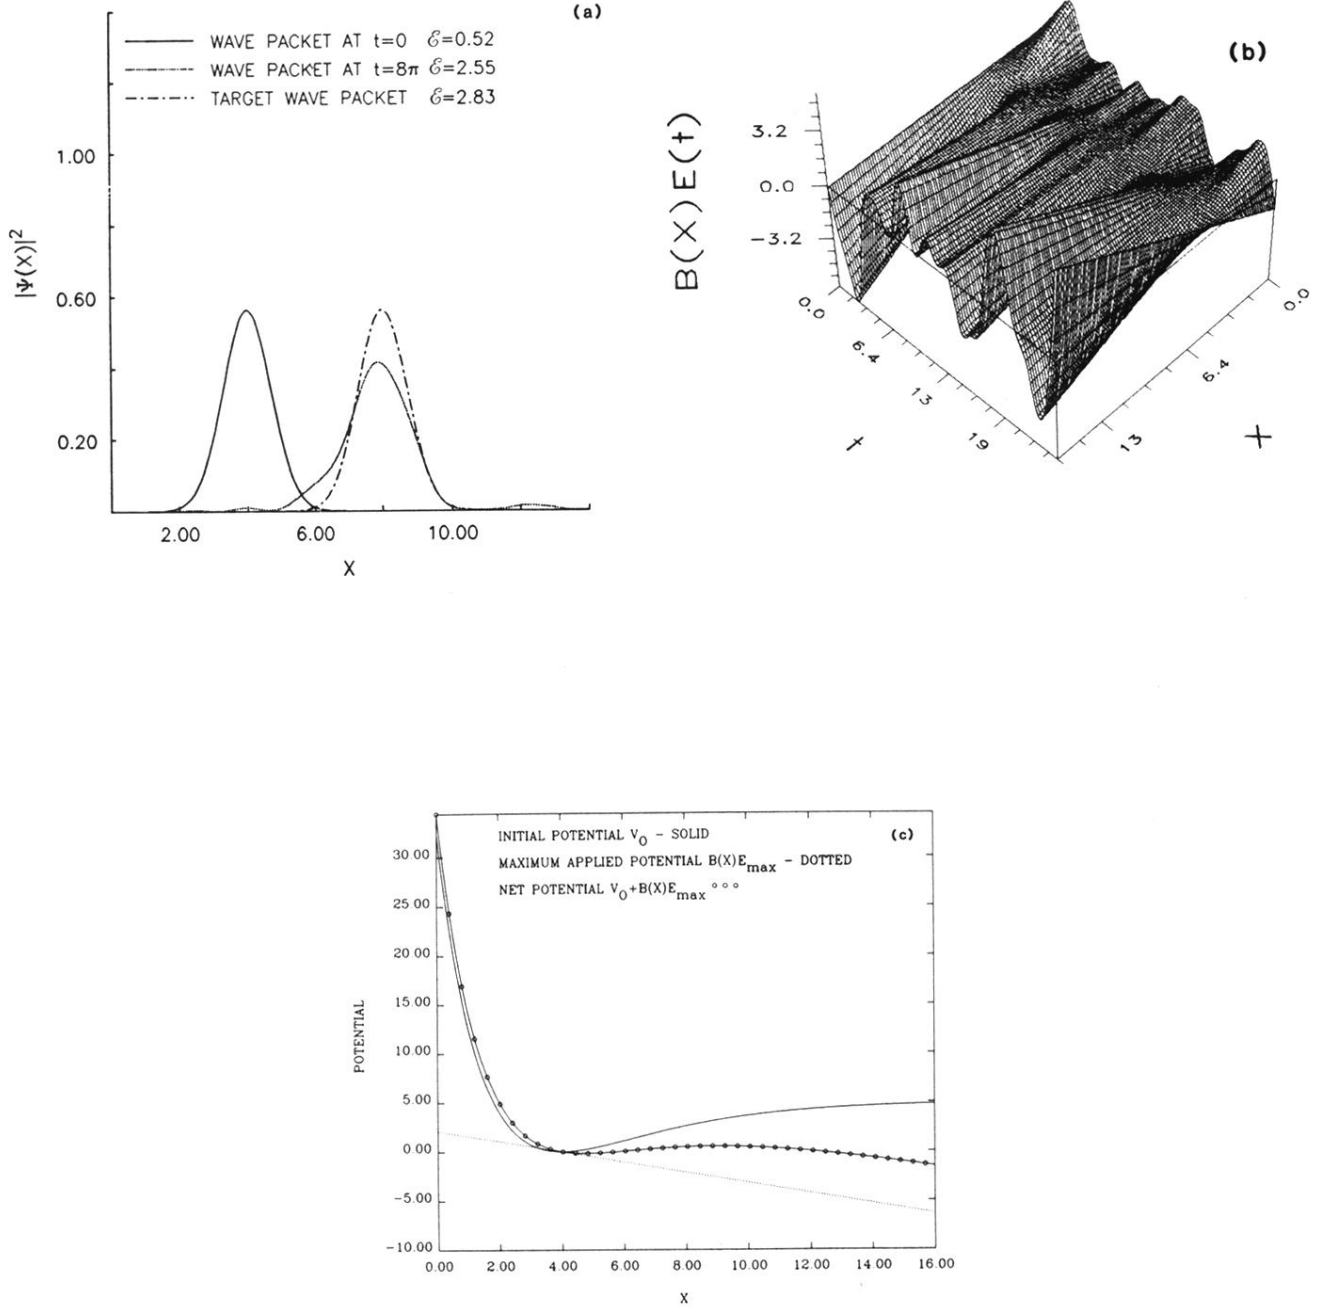 (a)
WAVE PACKET AT t=0 ℰ=0.52
WAVE PACKET AT t=8π ℰ=2.55
TARGET WAVE PACKET ℰ=2.83
1.00
0.60
0.20
|Ψ(X)|²
2.00 6.00 10.00
X
(b)
B(X)E(t)
3.2
0.0
−3.2
0.0
6.4
13
19
t
0.0
6.4
13
X
(c)
INITIAL POTENTIAL V₀ − SOLID
MAXIMUM APPLIED POTENTIAL B(X)Eₘₐₓ − DOTTED
NET POTENTIAL V₀+B(X)Eₘₐₓ ° ° °
30.00
25.00
20.00
15.00
10.00
5.00
0.00
−5.00
−10.00
POTENTIAL
0.00 2.00 4.00 6.00 8.00 10.00 12.00 14.00 16.00
X